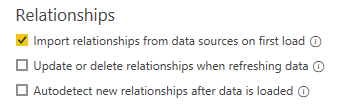 Relationships
Import relationships from data sources on first load
Update or delete relationships when refreshing data
Autodetect new relationships after data is loaded